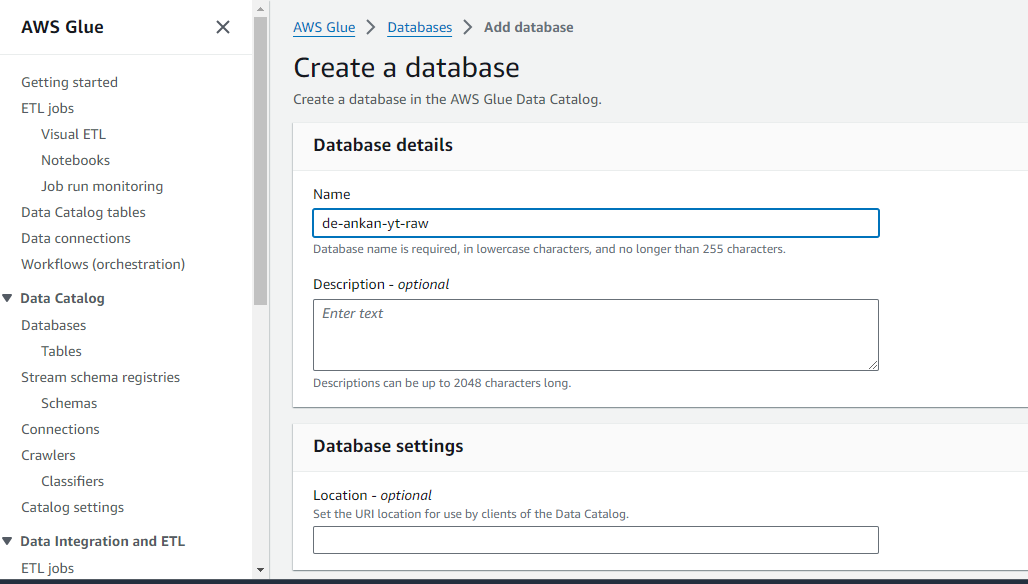 AWS Glue
Getting started
ETL jobs
Visual ETL
Notebooks
Job run monitoring
Data Catalog tables
Data connections
Workflows (orchestration)
Data Catalog
Databases
Tables
Stream schema registries
Schemas
Connections
Crawlers
Classifiers
Catalog settings
Data Integration and ETL
ETL jobs
AWS Glue > Databases > Add database
Create a database
Create a database in the AWS Glue Data Catalog.
Database details
Name
de-ankan-yt-raw
Database name is required, in lowercase characters, and no longer than 255 characters.
Description - optional
Enter text
Descriptions can be up to 2048 characters long.
Database settings
Location - optional
Set the URI location for use by clients of the Data Catalog.